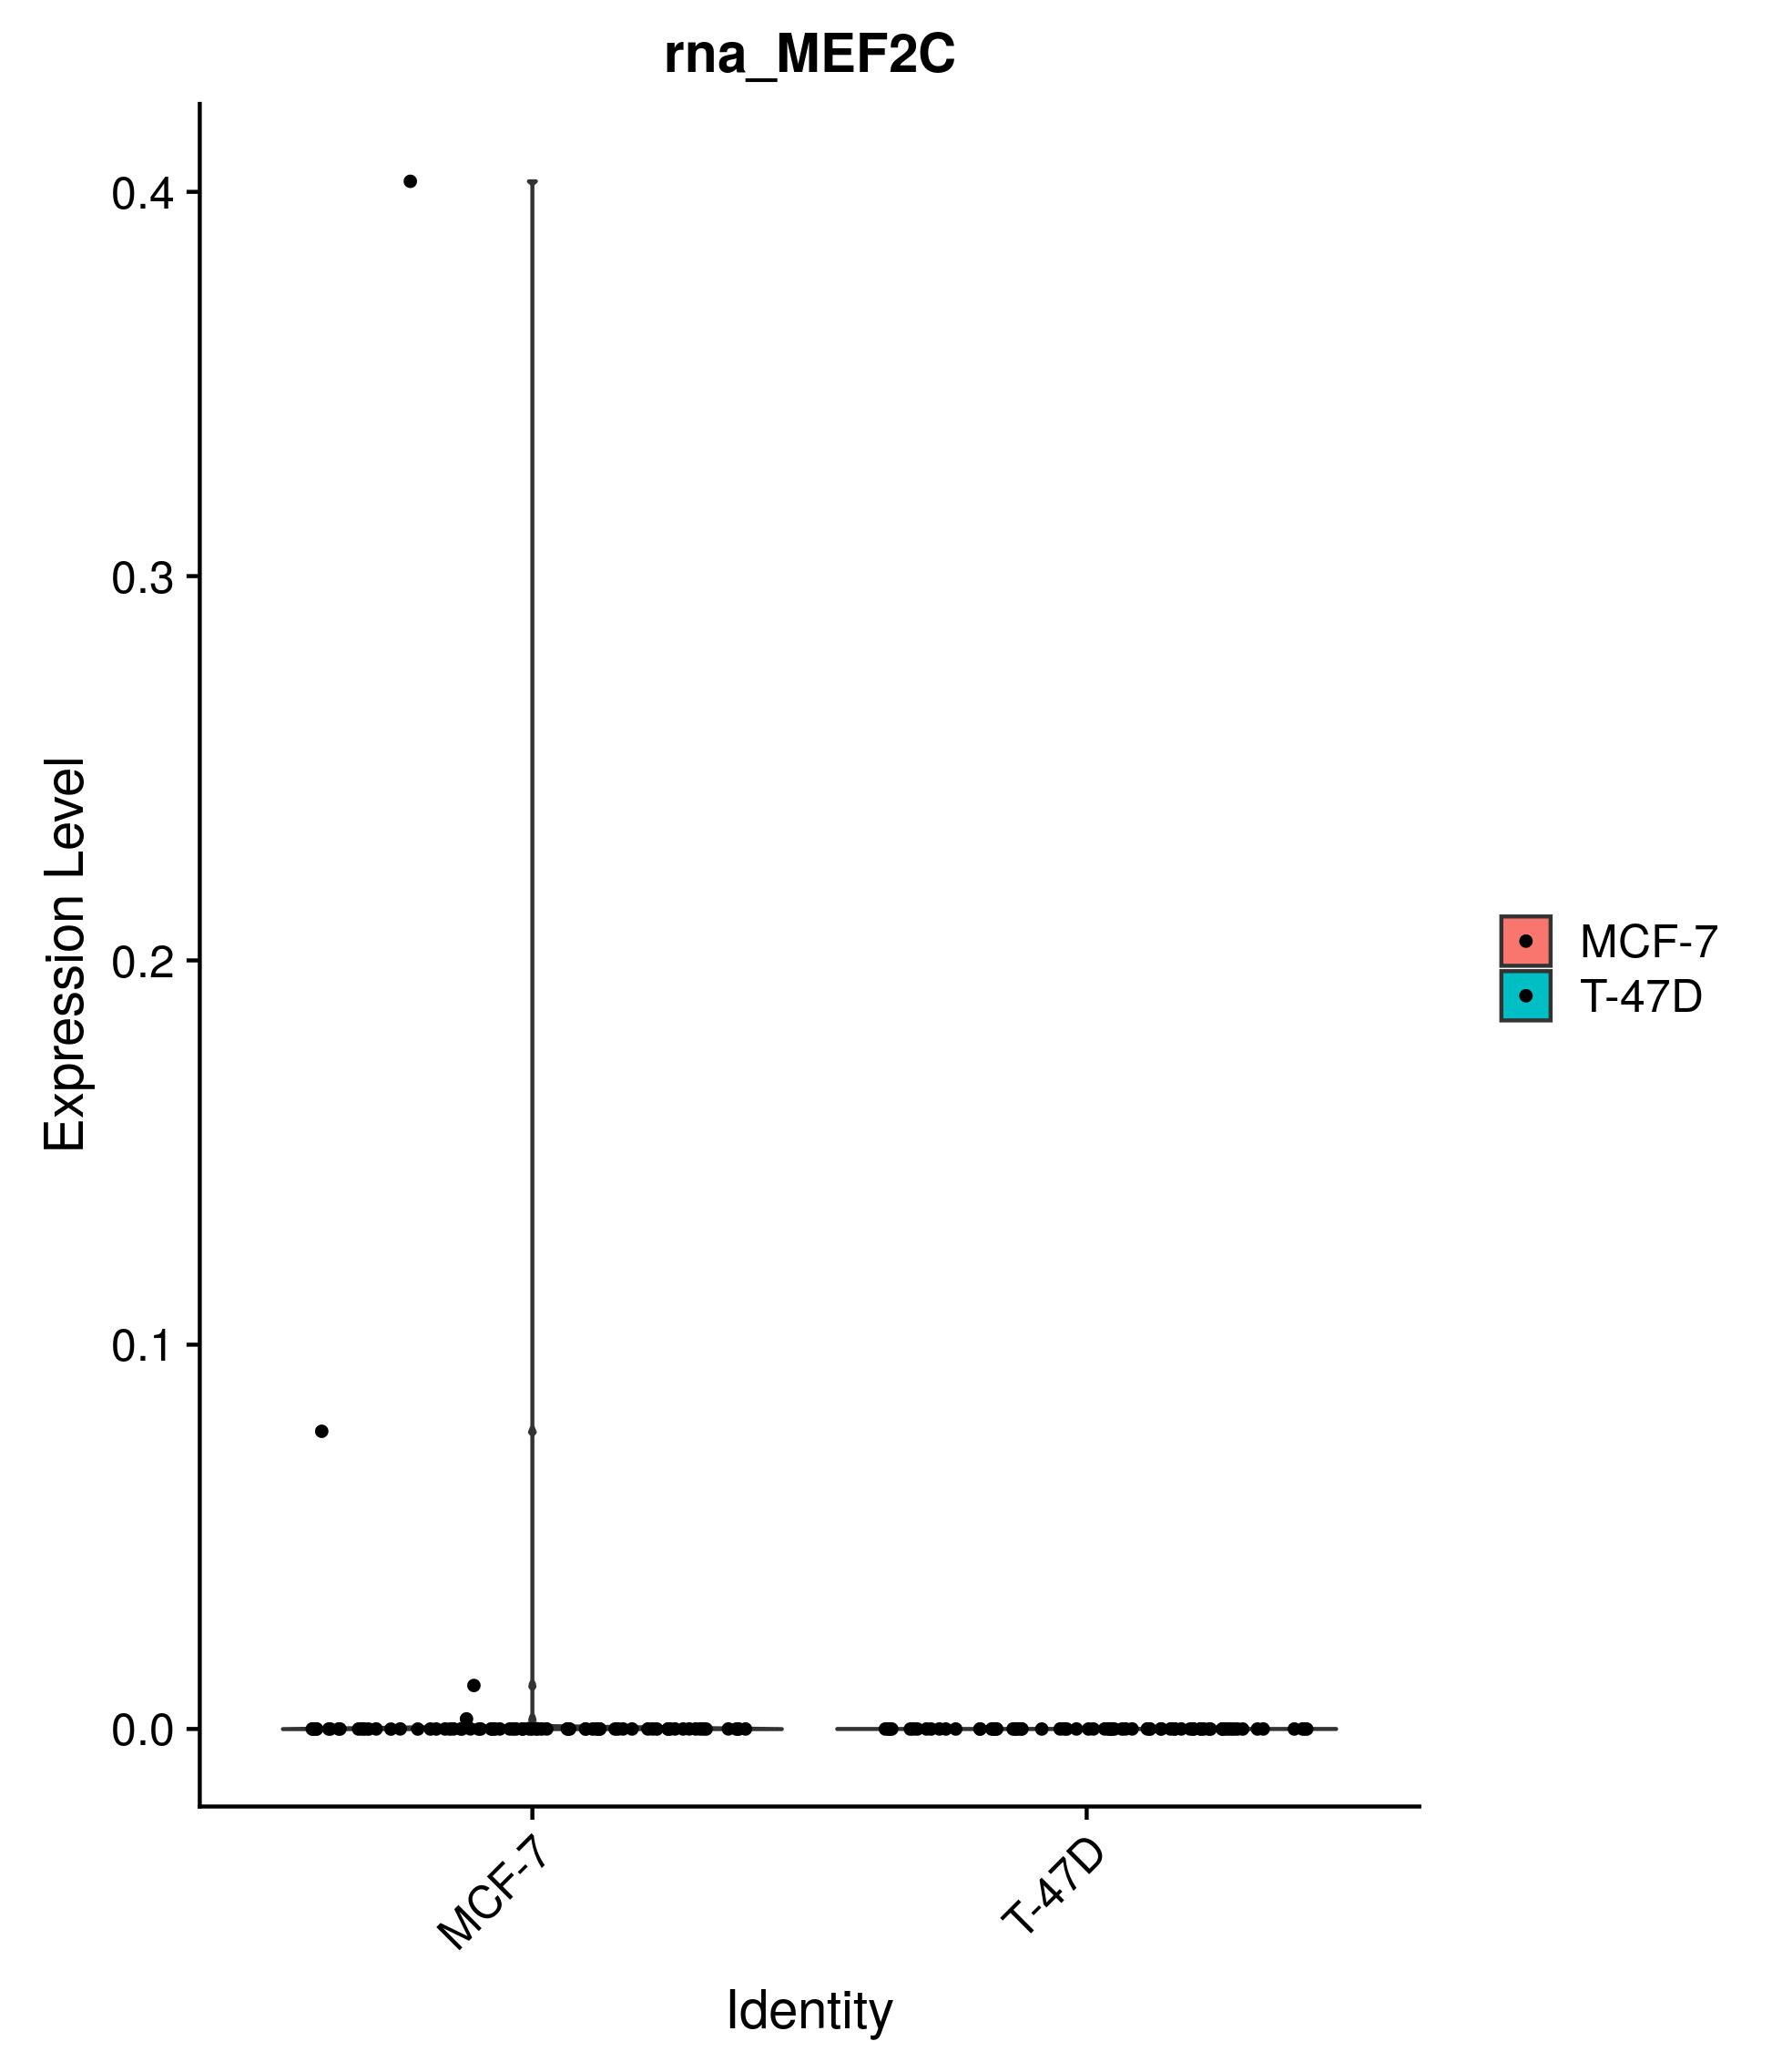 rna_MEF2C
Expression Level
0.4
0.3
0.2
0.1
0.0
MCF-7
T-47D
Identity
MCF-7
T-47D